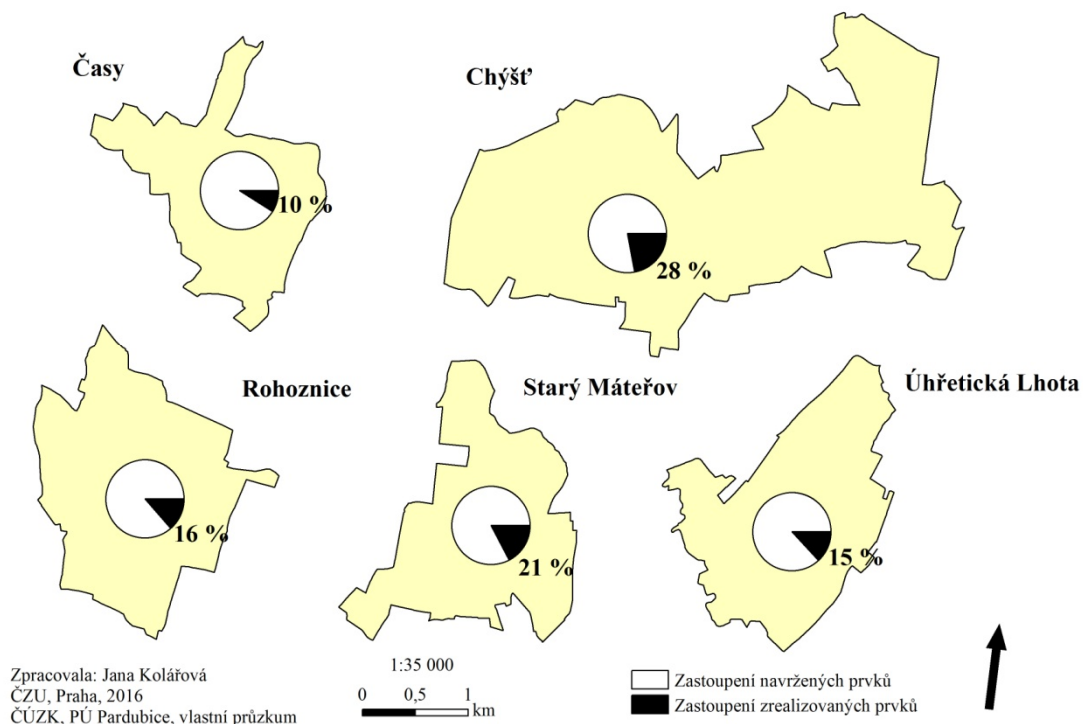 Časy
10 %
Chýšť
28 %
Rohoznice
16 %
Starý Máteřov
21 %
Úhřetická Lhota
15 %
Zpracovala: Jana Kolářová
ČZU, Praha, 2016
ČÚZK, PÚ Pardubice, vlastní průzkum
1:35 000
0 0,5 1
km
Zastoupení navržených prvků
Zastoupení zrealizovaných prvků